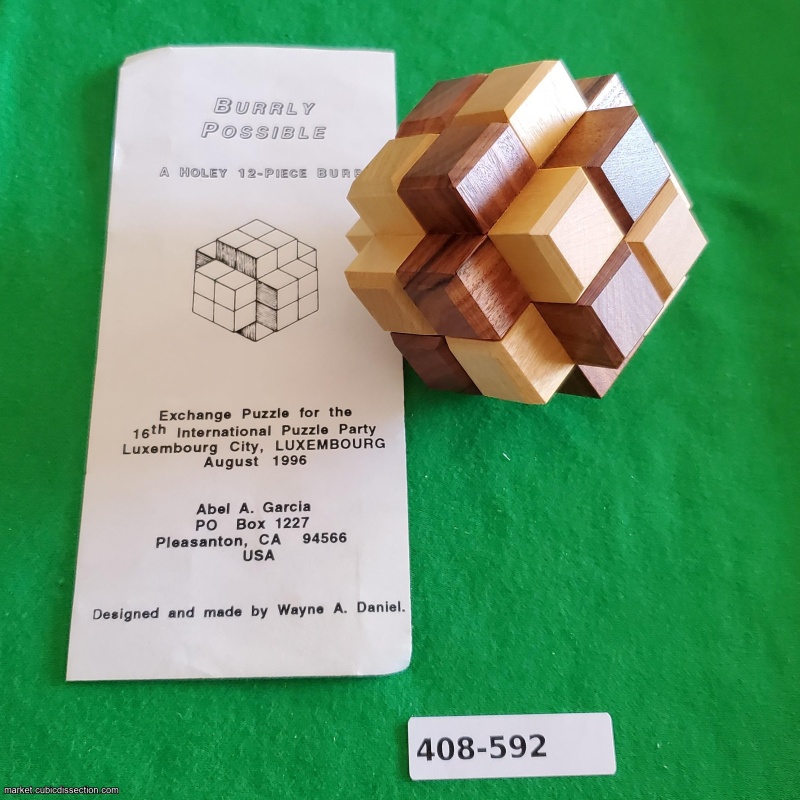 BURRLY
POSSIBLE
A HOLEY 12-PIECE
Exchange Puzzle for the
16th International Puzzle Party
Luxembourg City, LUXEMBOURG
August 1996
Abel A. Garcia
PO Box 1227
Pleasanton, CA 94566
USA
Designed and made by Wayne A. Daniel.
408-592
market.cubicdissection.com